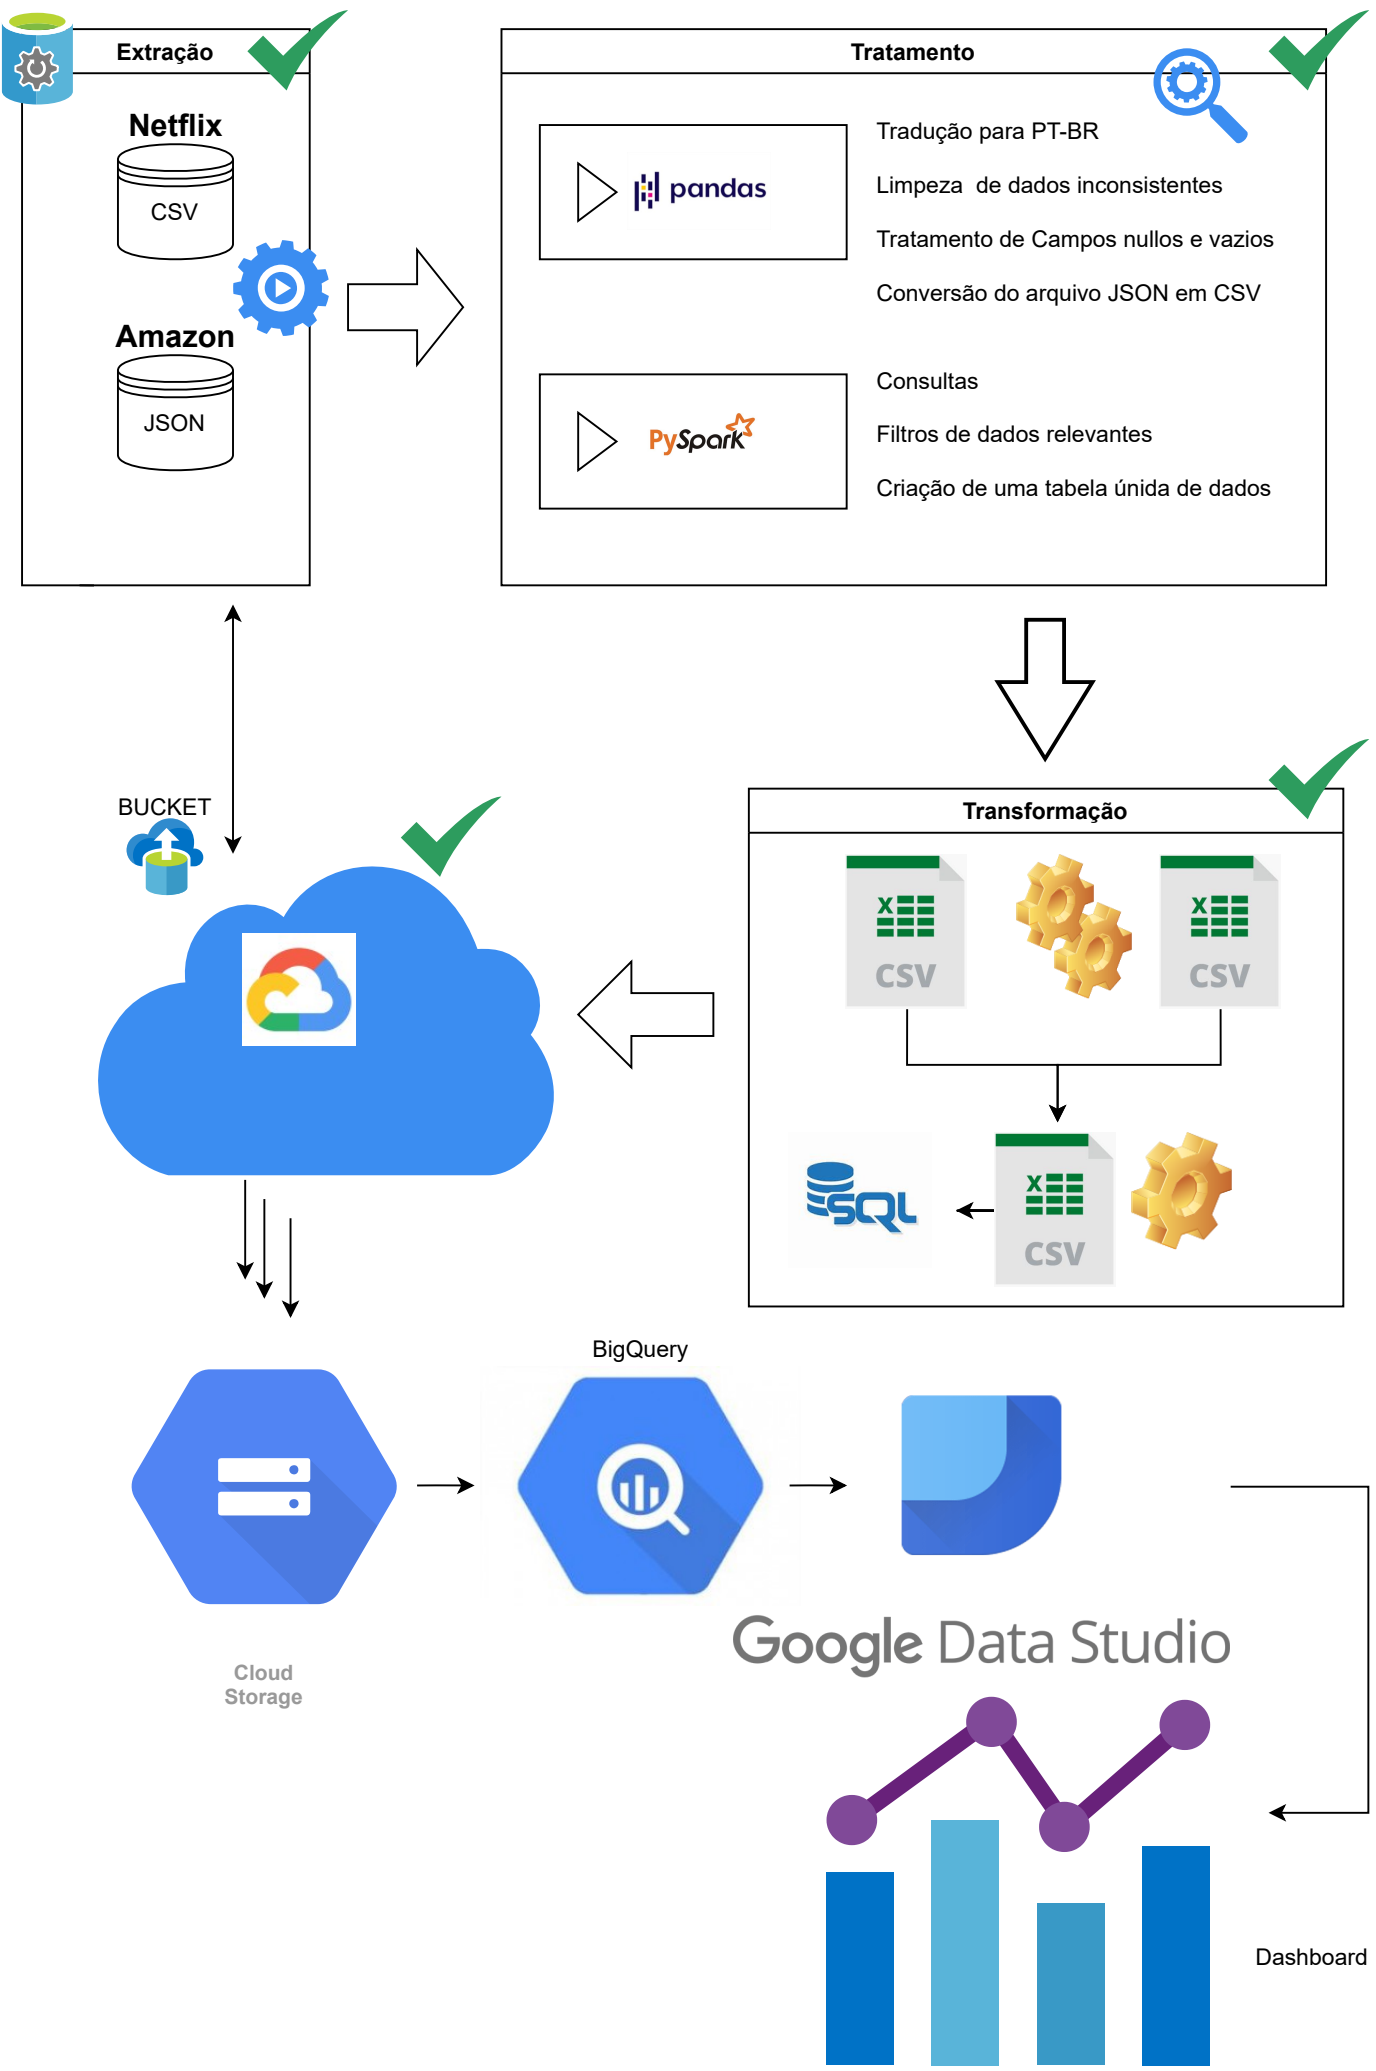 Extração
Netflix
CSV
Amazon
JSON
Tratamento
pandas
Tradução para PT-BR
Limpeza  de dados inconsistentes
Tratamento de Campos nullos e vazios
Conversão do arquivo JSON em CSV
PySpark
Consultas
Filtros de dados relevantes
Criação de uma tabela únida de dados
BUCKET
Transformação
X
CSV
X
CSV
SQL
X
CSV
BigQuery
Cloud
Storage
Google Data Studio
Dashboard